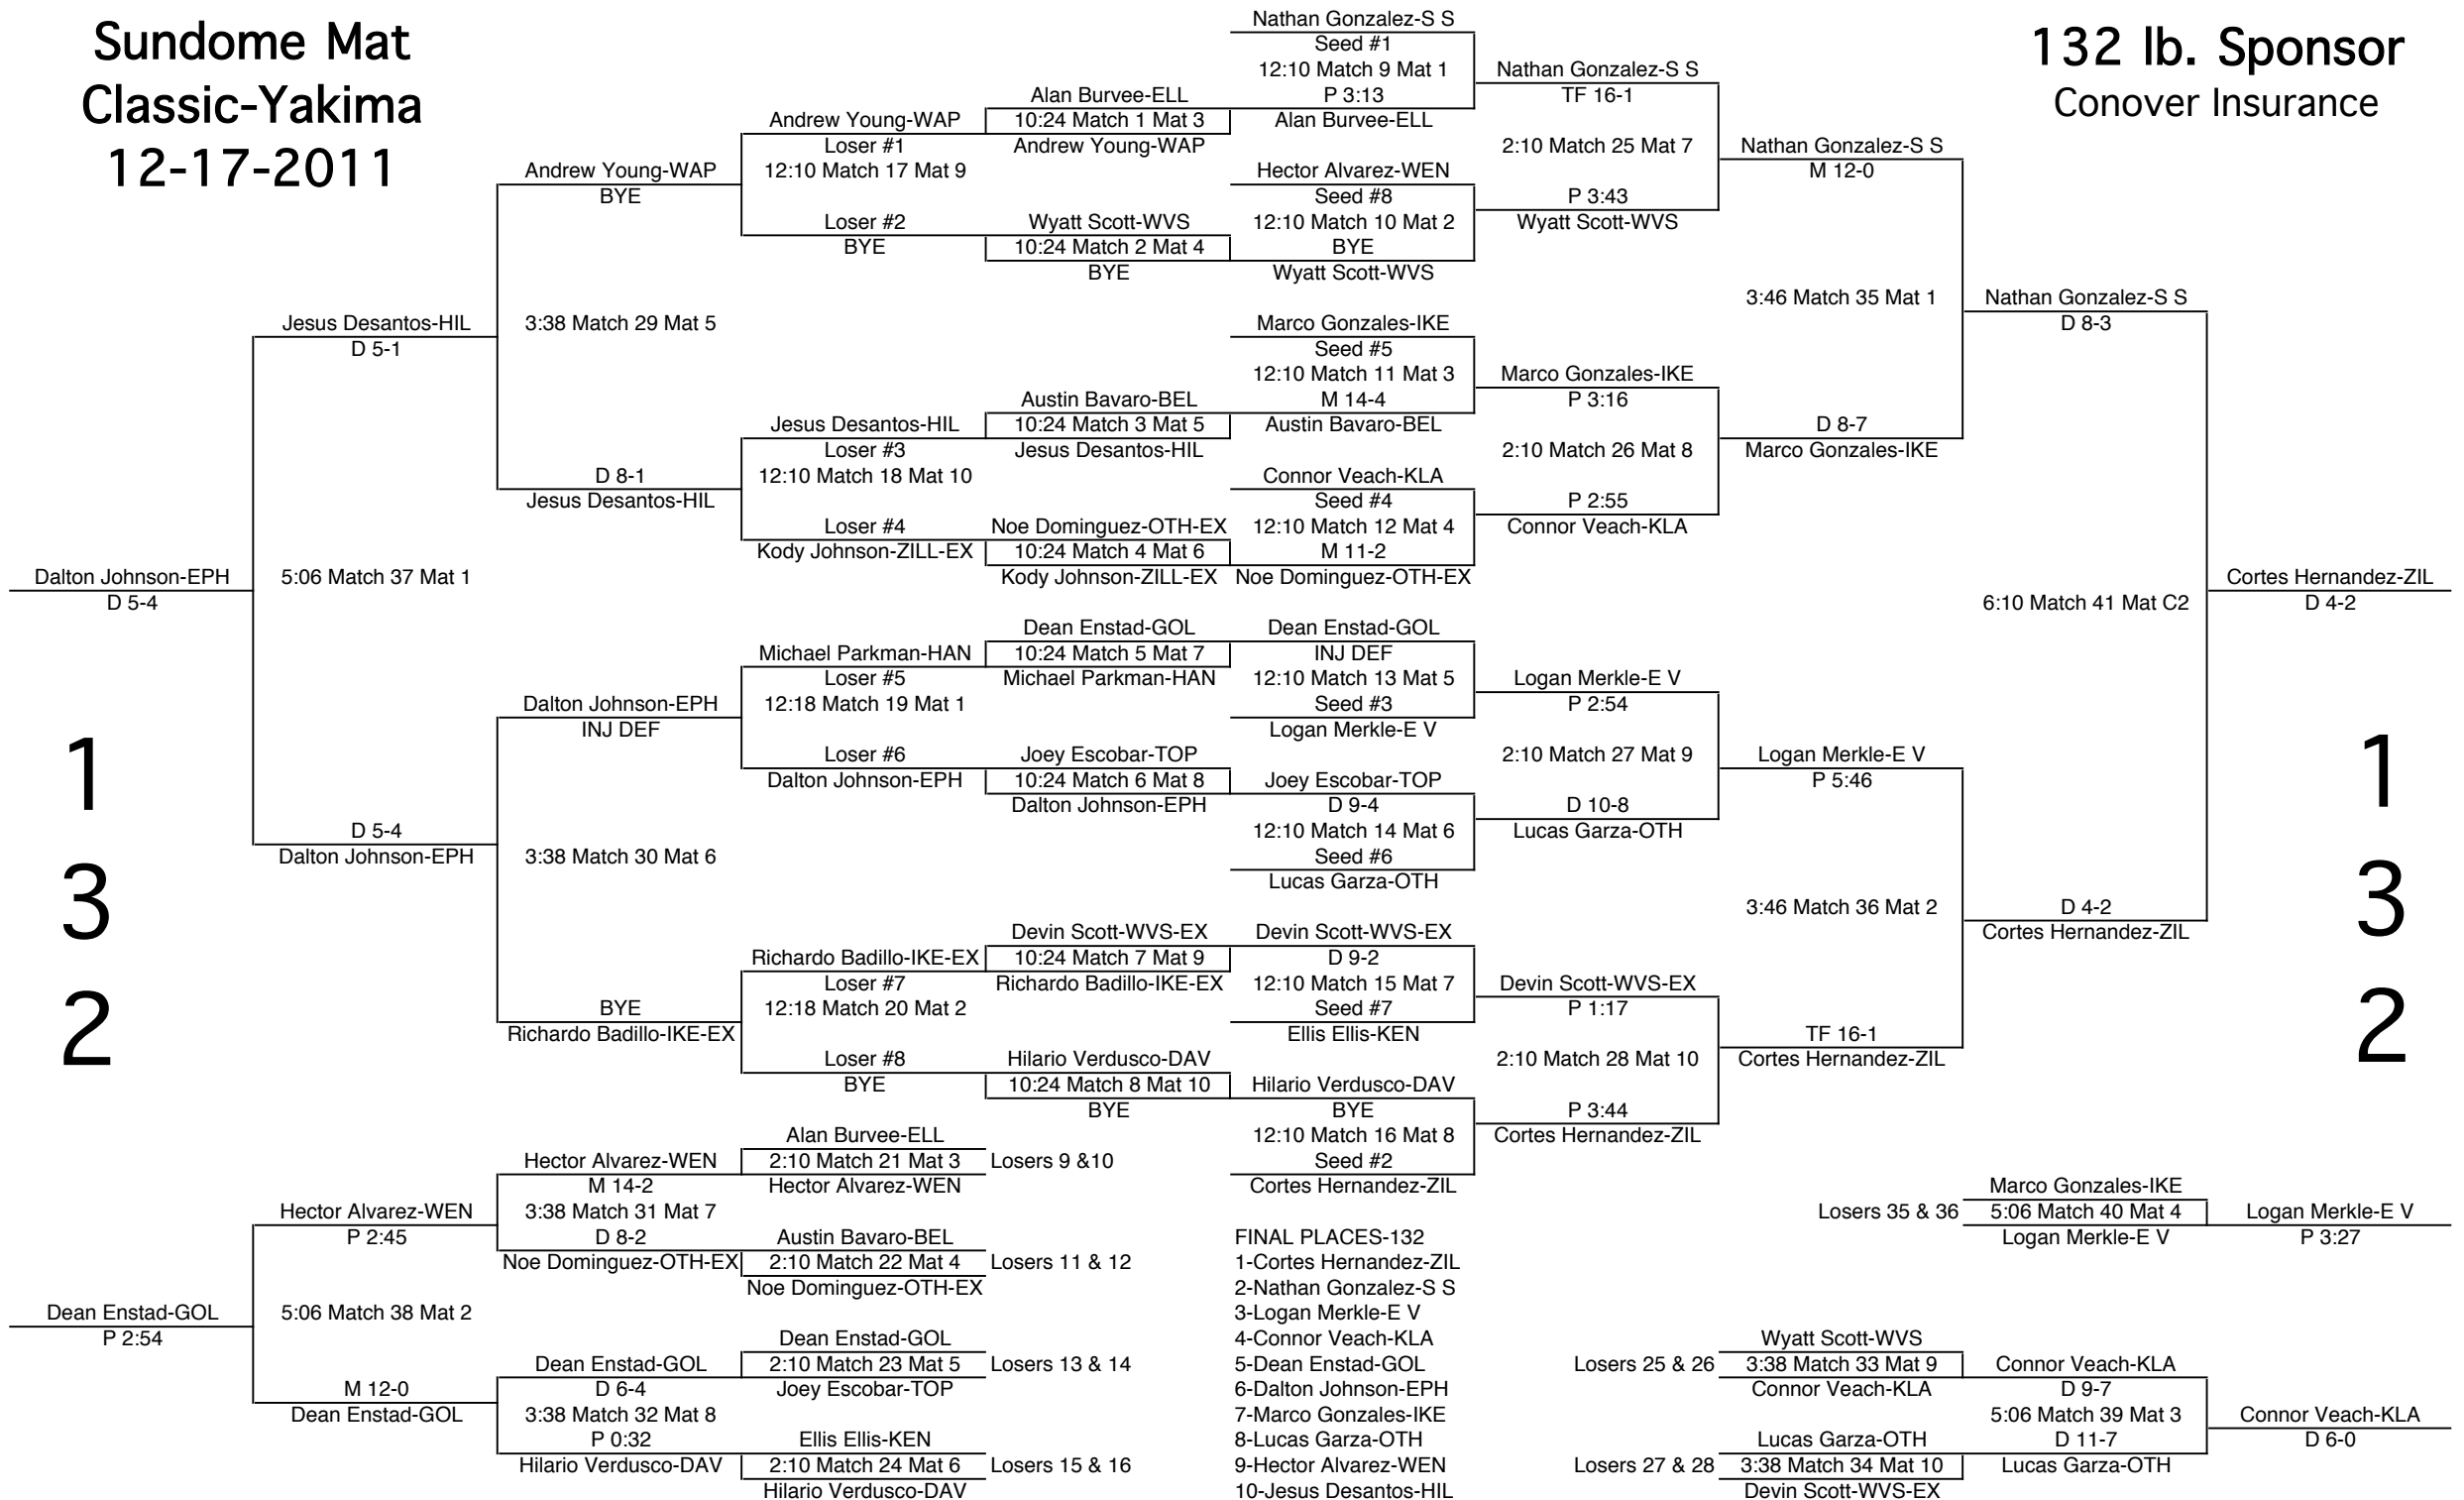 Sundome Mat
Classic-Yakima
12-17-2011
132 lb. Sponsor
Conover Insurance
Nathan Gonzalez-S S
Seed #1
12:10 Match 9 Mat 1
P 3:13
Alan Burvee-ELL
Hector Alvarez-WEN
Seed #8
12:10 Match 10 Mat 2
BYE
Wyatt Scott-WVS
Marco Gonzales-IKE
Seed #5
12:10 Match 11 Mat 3
M 14-4
Austin Bavaro-BEL
Connor Veach-KLA
Seed #4
12:10 Match 12 Mat 4
M 11-2
Noe Dominguez-OTH-EX
Dean Enstad-GOL
INJ DEF
12:10 Match 13 Mat 5
Seed #3
Logan Merkle-E V
Joey Escobar-TOP
D 9-4
12:10 Match 14 Mat 6
Seed #6
Lucas Garza-OTH
Devin Scott-WVS-EX
D 9-2
12:10 Match 15 Mat 7
Seed #7
Ellis Ellis-KEN
Hilario Verdusco-DAV
BYE
12:10 Match 16 Mat 8
Seed #2
Cortes Hernandez-ZIL
Alan Burvee-ELL
10:24 Match 1 Mat 3
Andrew Young-WAP
Wyatt Scott-WVS
10:24 Match 2 Mat 4
BYE
Austin Bavaro-BEL
10:24 Match 3 Mat 5
Jesus Desantos-HIL
Noe Dominguez-OTH-EX
10:24 Match 4 Mat 6
Kody Johnson-ZILL-EX
Dean Enstad-GOL
10:24 Match 5 Mat 7
Michael Parkman-HAN
Joey Escobar-TOP
10:24 Match 6 Mat 8
Dalton Johnson-EPH
Devin Scott-WVS-EX
10:24 Match 7 Mat 9
Richardo Badillo-IKE-EX
Hilario Verdusco-DAV
10:24 Match 8 Mat 10
BYE
Andrew Young-WAP
Loser #1
12:10 Match 17 Mat 9
Loser #2
BYE
Jesus Desantos-HIL
Loser #3
12:10 Match 18 Mat 10
Loser #4
Kody Johnson-ZILL-EX
Michael Parkman-HAN
Loser #5
12:18 Match 19 Mat 1
Loser #6
Dalton Johnson-EPH
Richardo Badillo-IKE-EX
Loser #7
12:18 Match 20 Mat 2
Loser #8
BYE
Andrew Young-WAP
BYE
3:38 Match 29 Mat 5
D 8-1
Jesus Desantos-HIL
Dalton Johnson-EPH
INJ DEF
3:38 Match 30 Mat 6
BYE
Richardo Badillo-IKE-EX
Jesus Desantos-HIL
D 5-1
5:06 Match 37 Mat 1
D 5-4
Dalton Johnson-EPH
Dalton Johnson-EPH
D 5-4
1
3
2
Nathan Gonzalez-S S
TF 16-1
2:10 Match 25 Mat 7
P 3:43
Wyatt Scott-WVS
Marco Gonzales-IKE
P 3:16
2:10 Match 26 Mat 8
P 2:55
Connor Veach-KLA
Logan Merkle-E V
P 2:54
2:10 Match 27 Mat 9
D 10-8
Lucas Garza-OTH
Devin Scott-WVS-EX
P 1:17
2:10 Match 28 Mat 10
P 3:44
Cortes Hernandez-ZIL
Nathan Gonzalez-S S
M 12-0
3:46 Match 35 Mat 1
D 8-7
Marco Gonzales-IKE
Logan Merkle-E V
P 5:46
3:46 Match 36 Mat 2
TF 16-1
Cortes Hernandez-ZIL
Nathan Gonzalez-S S
D 8-3
6:10 Match 41 Mat C2
D 4-2
Cortes Hernandez-ZIL
Cortes Hernandez-ZIL
D 4-2
1
3
2
Alan Burvee-ELL
2:10 Match 21 Mat 3
Losers 9 &10
Hector Alvarez-WEN
Austin Bavaro-BEL
2:10 Match 22 Mat 4
Losers 11 & 12
Noe Dominguez-OTH-EX
Dean Enstad-GOL
2:10 Match 23 Mat 5
Losers 13 & 14
Joey Escobar-TOP
Ellis Ellis-KEN
2:10 Match 24 Mat 6
Losers 15 & 16
Hilario Verdusco-DAV
Hector Alvarez-WEN
M 14-2
3:38 Match 31 Mat 7
D 8-2
Noe Dominguez-OTH-EX
Dean Enstad-GOL
D 6-4
3:38 Match 32 Mat 8
P 0:32
Hilario Verdusco-DAV
Hector Alvarez-WEN
P 2:45
5:06 Match 38 Mat 2
M 12-0
Dean Enstad-GOL
Dean Enstad-GOL
P 2:54
FINAL PLACES-132
1-Cortes Hernandez-ZIL
2-Nathan Gonzalez-S S
3-Logan Merkle-E V
4-Connor Veach-KLA
5-Dean Enstad-GOL
6-Dalton Johnson-EPH
7-Marco Gonzales-IKE
8-Lucas Garza-OTH
9-Hector Alvarez-WEN
10-Jesus Desantos-HIL
Marco Gonzales-IKE
Losers 35 & 36
5:06 Match 40 Mat 4
Logan Merkle-E V
Logan Merkle-E V
P 3:27
Wyatt Scott-WVS
Losers 25 & 26
3:38 Match 33 Mat 9
Connor Veach-KLA
Lucas Garza-OTH
Losers 27 & 28
3:38 Match 34 Mat 10
Devin Scott-WVS-EX
Connor Veach-KLA
D 9-7
5:06 Match 39 Mat 3
D 11-7
Lucas Garza-OTH
Connor Veach-KLA
D 6-0